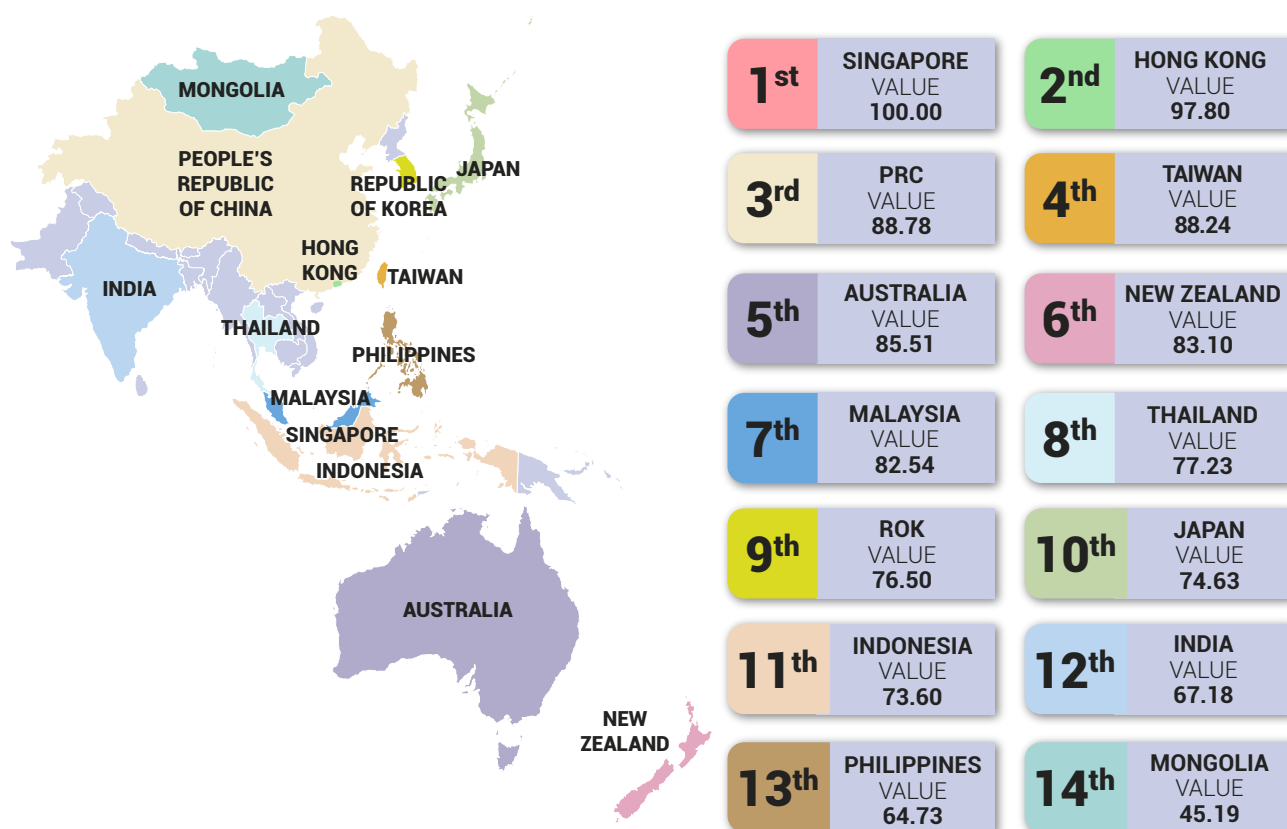 MONGOLIA
PEOPLE'S
REPUBLIC
OF CHINA
REPUBLIC
OF KOREA
JAPAN
HONG
KONG
TAIWAN
INDIA
THAILAND
PHILIPPINES
MALAYSIA
SINGAPORE
INDONESIA
AUSTRALIA
NEW
ZEALAND
1st
SINGAPORE
VALUE
100.00
2nd
HONG KONG
VALUE
97.80
3rd
PRC
VALUE
88.78
4th
TAIWAN
VALUE
88.24
5th
AUSTRALIA
VALUE
85.51
6th
NEW ZEALAND
VALUE
83.10
7th
MALAYSIA
VALUE
82.54
8th
THAILAND
VALUE
77.23
9th
ROK
VALUE
76.50
10th
JAPAN
VALUE
74.63
11th
INDONESIA
VALUE
73.60
12th
INDIA
VALUE
67.18
13th
PHILIPPINES
VALUE
64.73
14th
MONGOLIA
VALUE
45.19